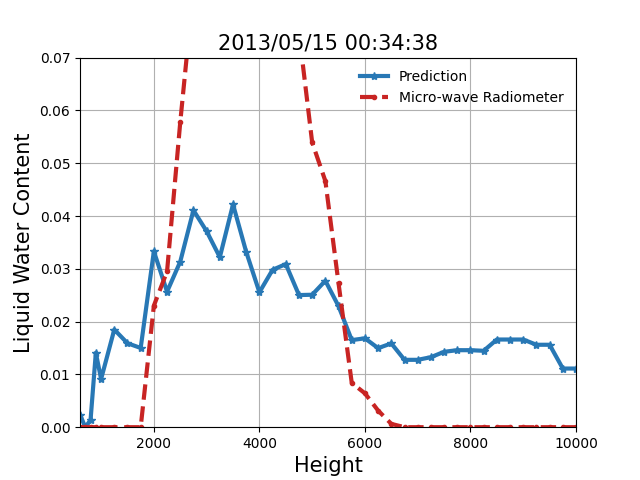 2013/05/15 00:34:38
Prediction
Micro-wave Radiometer
Liquid Water Content
0.07
0.06
0.05
0.04
0.03
0.02
0.01
0.00
2000 4000 6000 8000 10000
Height